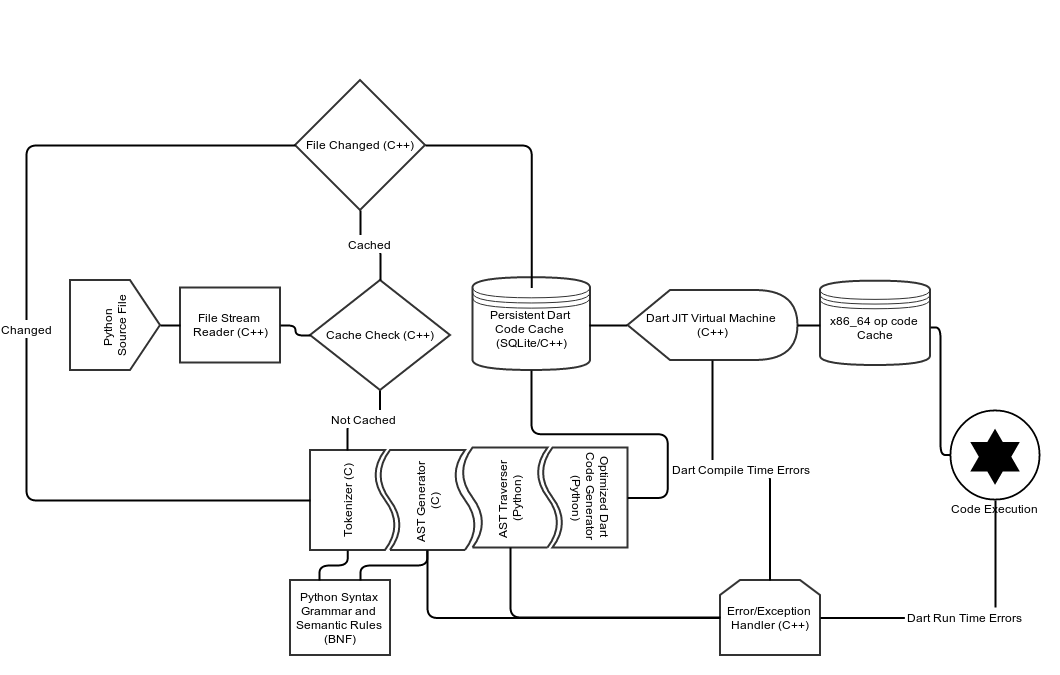 File Changed (C++)
Cached
Changed
Python
Source File
File Stream
Reader (C++)
Cache Check (C++)
Persistent Dart
Code Cache
(SQLite/C++)
Dart JIT Virtual Machine
(C++)
x86_64 op code
Cache
Not Cached
Tokenizer (C)
AST Generator
(C)
AST Traverser
(Python)
Optimized Dart
Code Generator
(Python)
Dart Compile Time Errors
Code Execution
Python Syntax
Grammar and
Semantic Rules
(BNF)
Error/Exception
Handler (C++)
Dart Run Time Errors